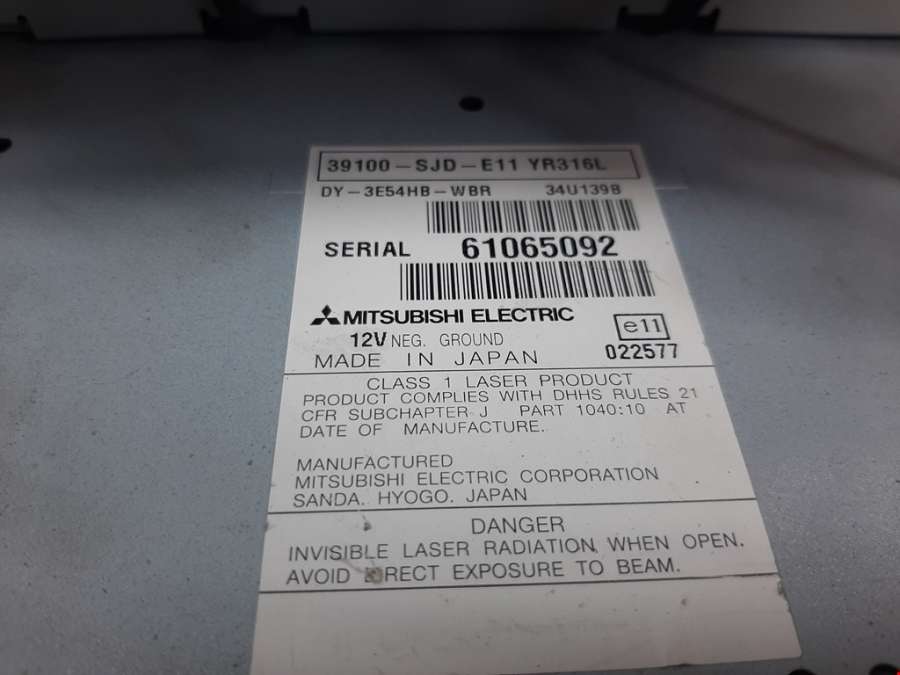 39100-SJD-E11 YR316L
DY-3E54HB-WBR 34U139B
SERIAL 61065092
MITSUBISHI ELECTRIC
e11
12V NEG. GROUND
022577
MADE IN JAPAN
CLASS 1 LASER PRODUCT
PRODUCT COMPLIES WITH DHHS RULES 21
CFR SUBCHAPTER J PART 1040:10 AT
DATE OF MANUFACTURE.
MANUFACTURED
MITSUBISHI ELECTRIC CORPORATION
SANDA. HYOGO. JAPAN
DANGER
INVISIBLE LASER RADIATION WHEN OPEN.
AVOID DIRECT EXPOSURE TO BEAM.